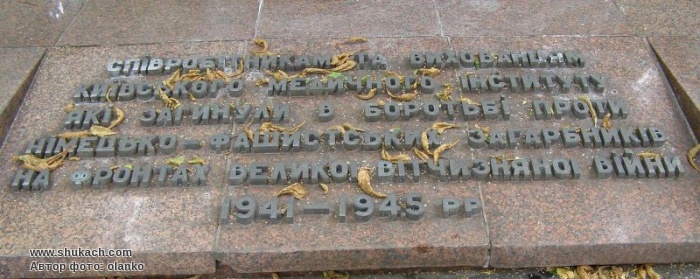 СПІВРОБІТНИКАМ ТА ВИХОВАНЦЯМ
КИЇВСЬКОГО МЕДИЧНОГО ІНСТИТУТУ
ЯКІ ЗАГИНУЛИ В БОРОТЬБІ ПРОТИ
НІМЕЦЬКО-ФАШИСТСЬКИХ ЗАГАРБНИКІВ
НА ФРОНТАХ ВЕЛИКОЇ ВІТЧИЗНЯНОЇ ВІЙНИ
1941-1945 РР
www.shukach.com
Автор фото: olanko